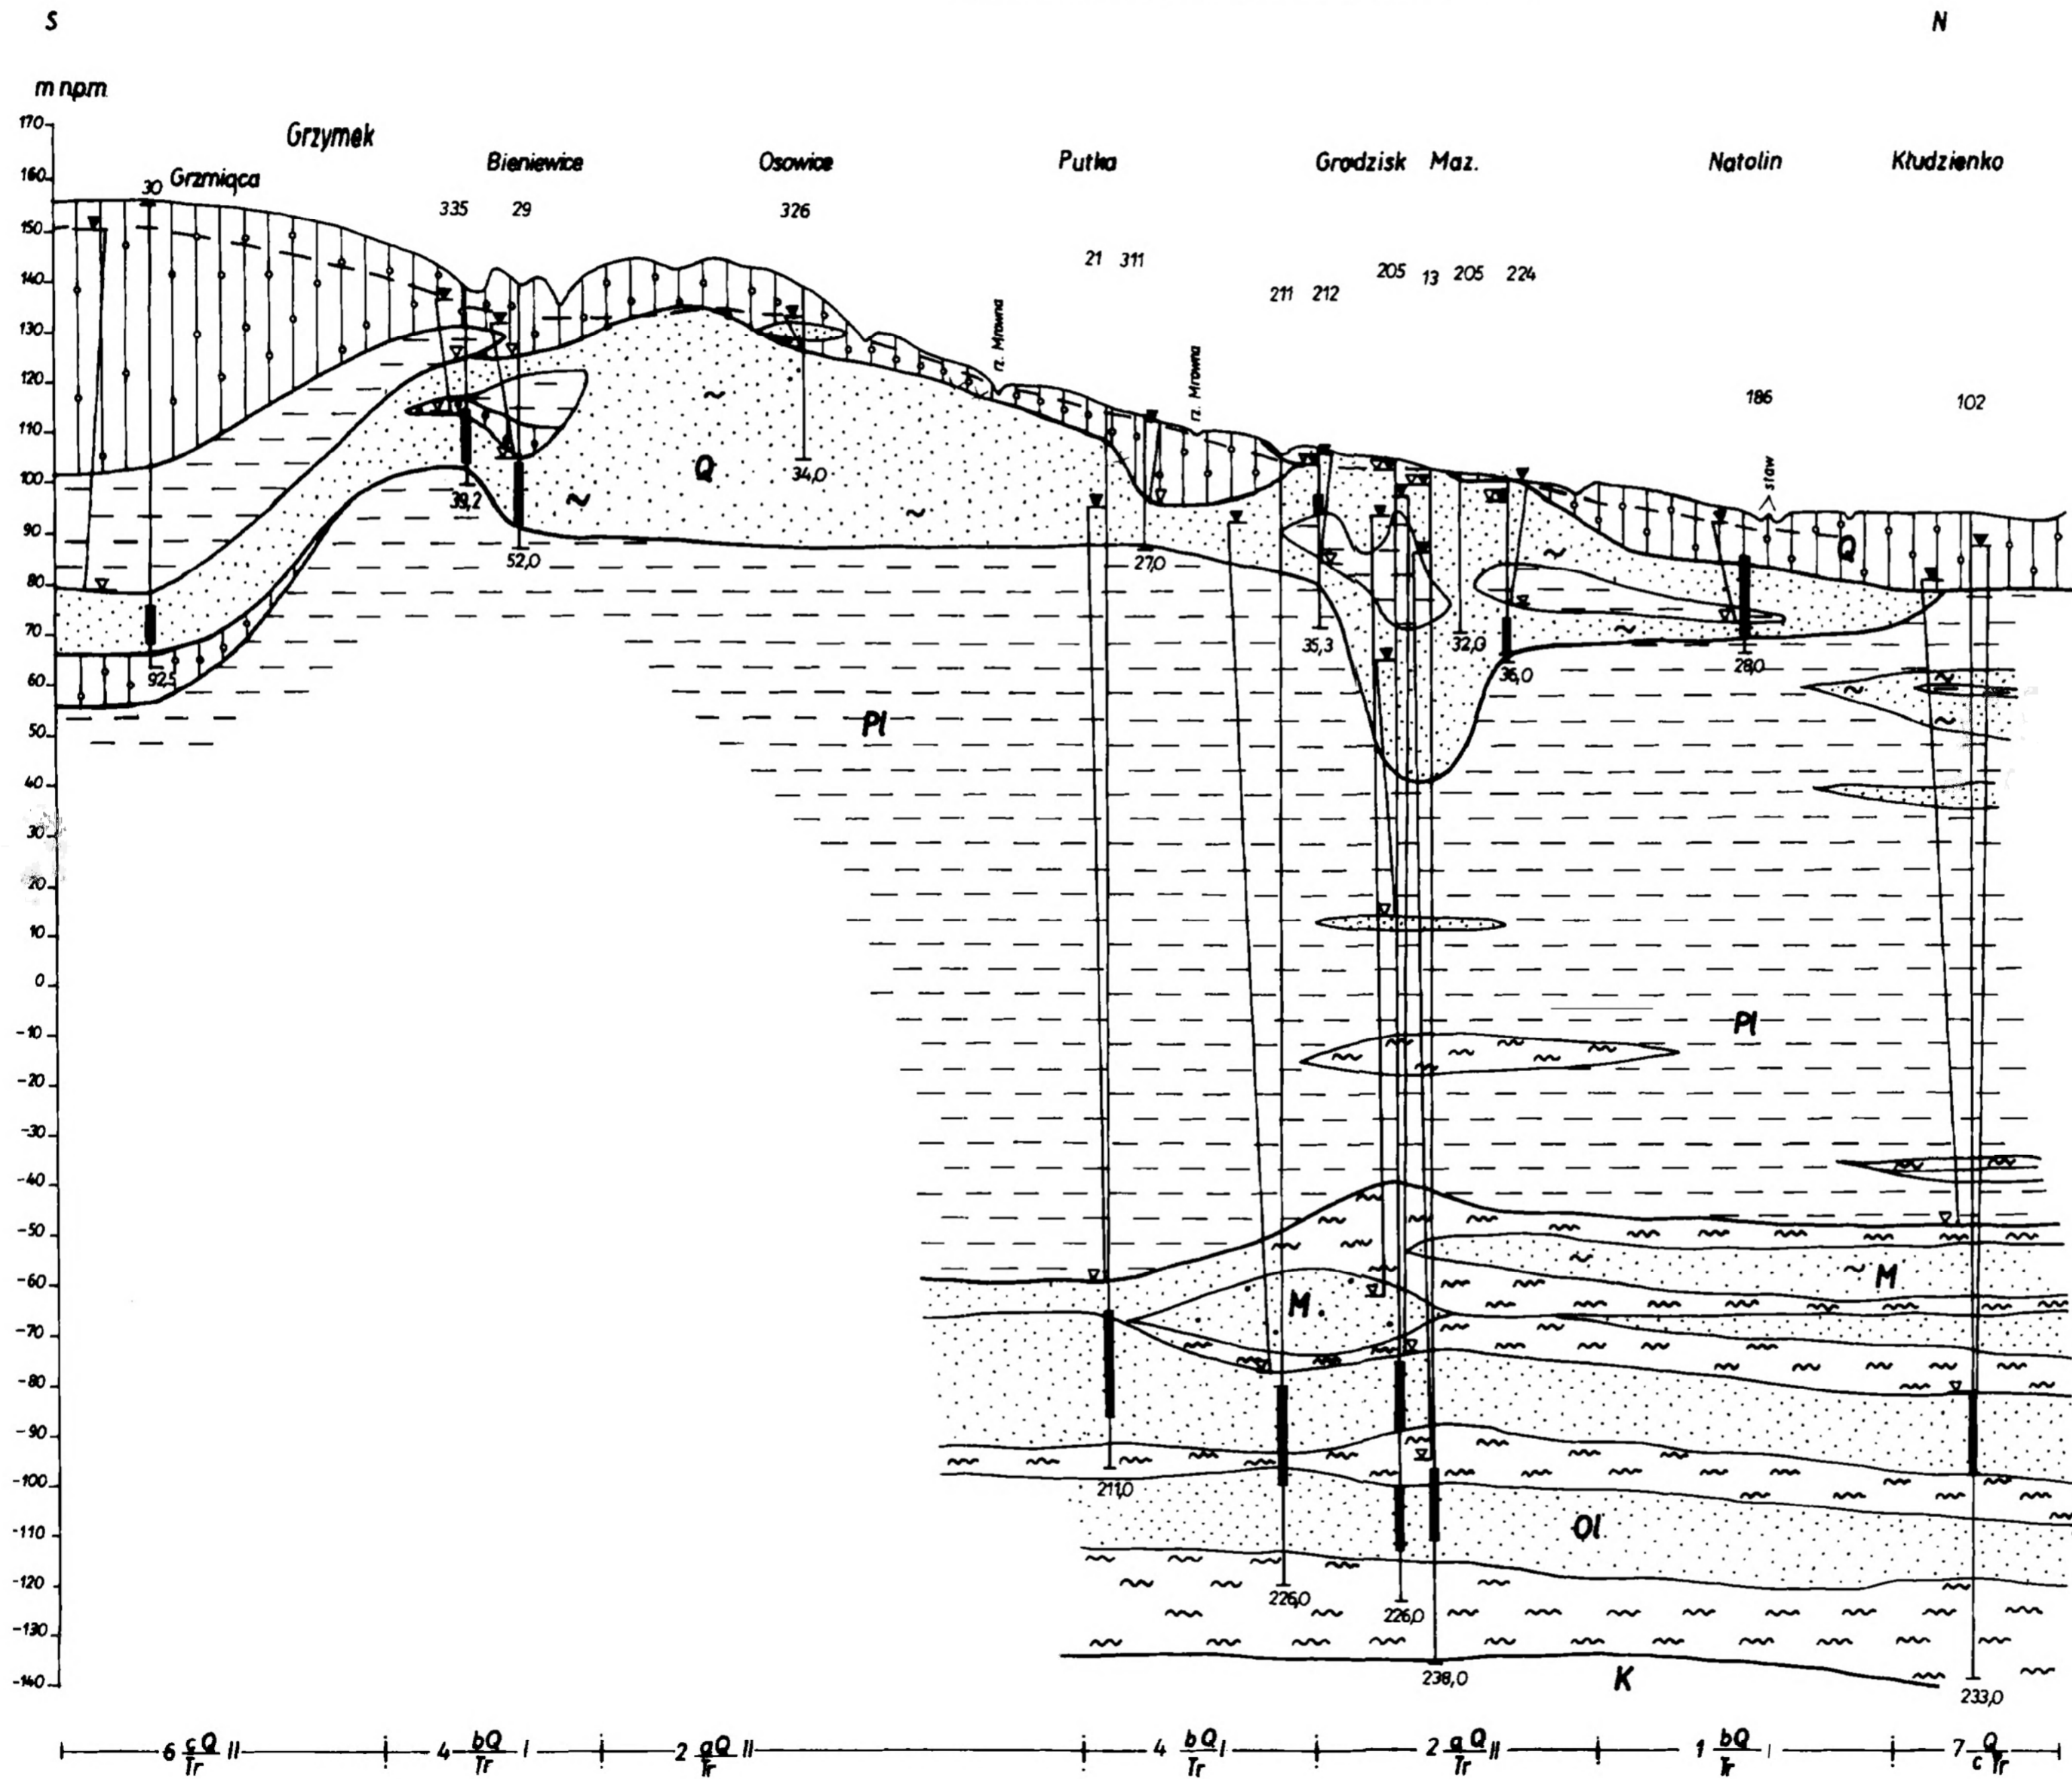 S N
m n.p.m
Grzymek
Grzmiąca Bieniewice Osowice Putka Grodzisk Maz. Natolin Kłudzienko
30 335 29 326 21 311 211 212 205 13 205 224 186 102
rz. Mrowna
rz. Mrowna
staw
170
160
150
140
130
120
110
100
90
80
70
60
50
40
30
20
10
0
-10
-20
-30
-40
-50
-60
-70
-80
-90
-100
-110
-120
-130
-140
Q
Q
39,2
34,0
52,0
27,0
35,3
32,0
36,0
28,0
92,5
Pl
Pl
M
M
211,0
Ol
226,0
226,0
238,0
K
233,0
6 cQ/Tr II 4 bQ/Tr I 2 aQ/Tr II 4 bQ/Tr I 2 aQ/Tr II 1 bQ/Tr I 7 Q/c Tr